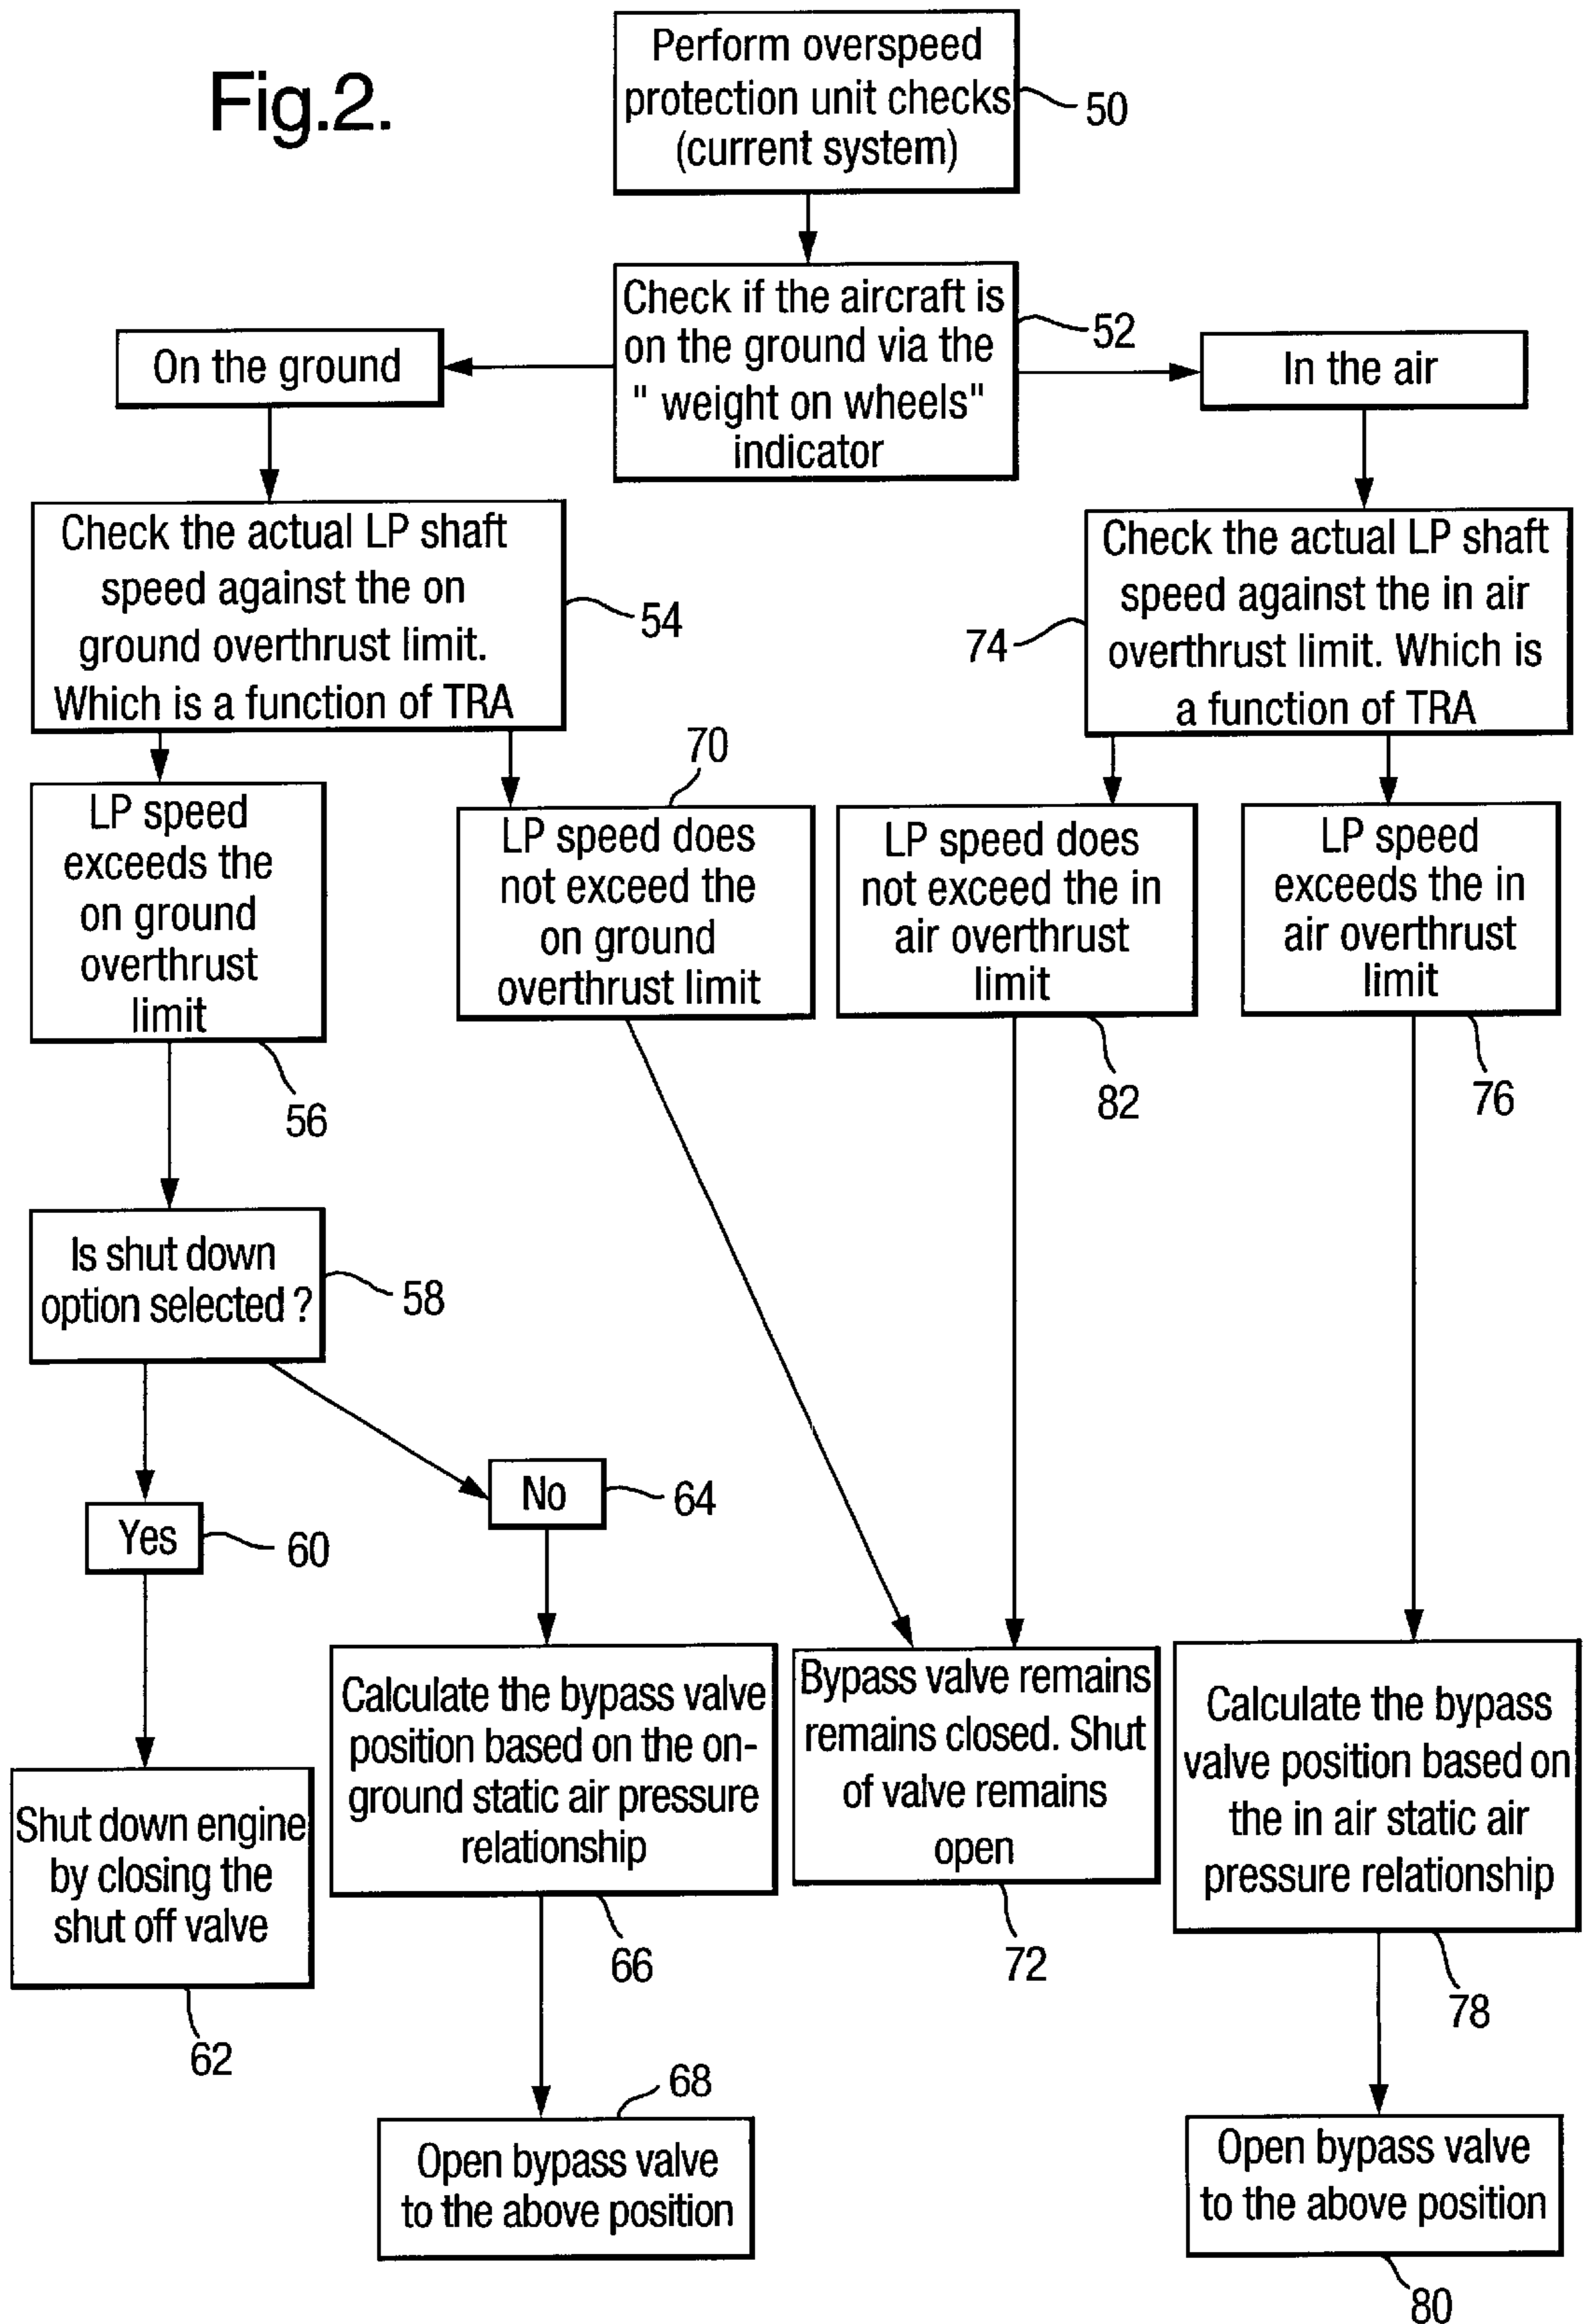 Fig.2.
Perform overspeed
protection unit checks
(current system)
50
Check if the aircraft is
on the ground via the
" weight on wheels"
indicator
52
On the ground
In the air
Check the actual LP shaft
speed against the on
ground overthrust limit.
Which is a function of TRA
54
Check the actual LP shaft
speed against the in air
overthrust limit. Which is
a function of TRA
74
LP speed
exceeds the
on ground
overthrust
limit
56
70
LP speed does
not exceed the
on ground
overthrust limit
LP speed does
not exceed the in
air overthrust
limit
82
LP speed
exceeds the in
air overthrust
limit
76
Is shut down
option selected ?
58
Yes
60
No
64
Shut down engine
by closing the
shut off valve
62
Calculate the bypass valve
position based on the on-
ground static air pressure
relationship
66
Bypass valve remains
remains closed. Shut
of valve remains
open
72
Calculate the bypass
valve position based on
the in air static air
pressure relationship
78
68
Open bypass valve
to the above position
Open bypass valve
to the above position
80